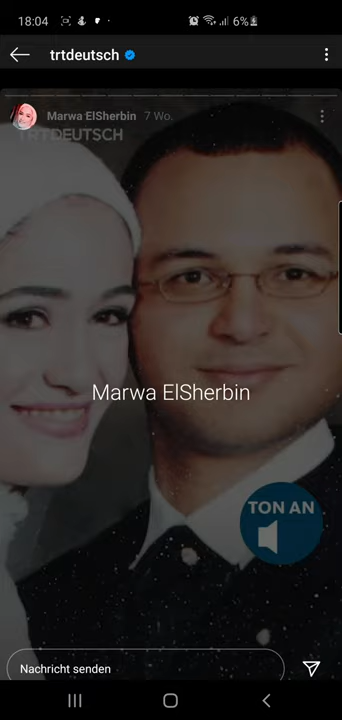 18:04
6%
trtdeutsch
Marwa ElSherbin 7 Wo.
TRTDEUTSCH
Marwa ElSherbin
TON AN
Nachricht senden